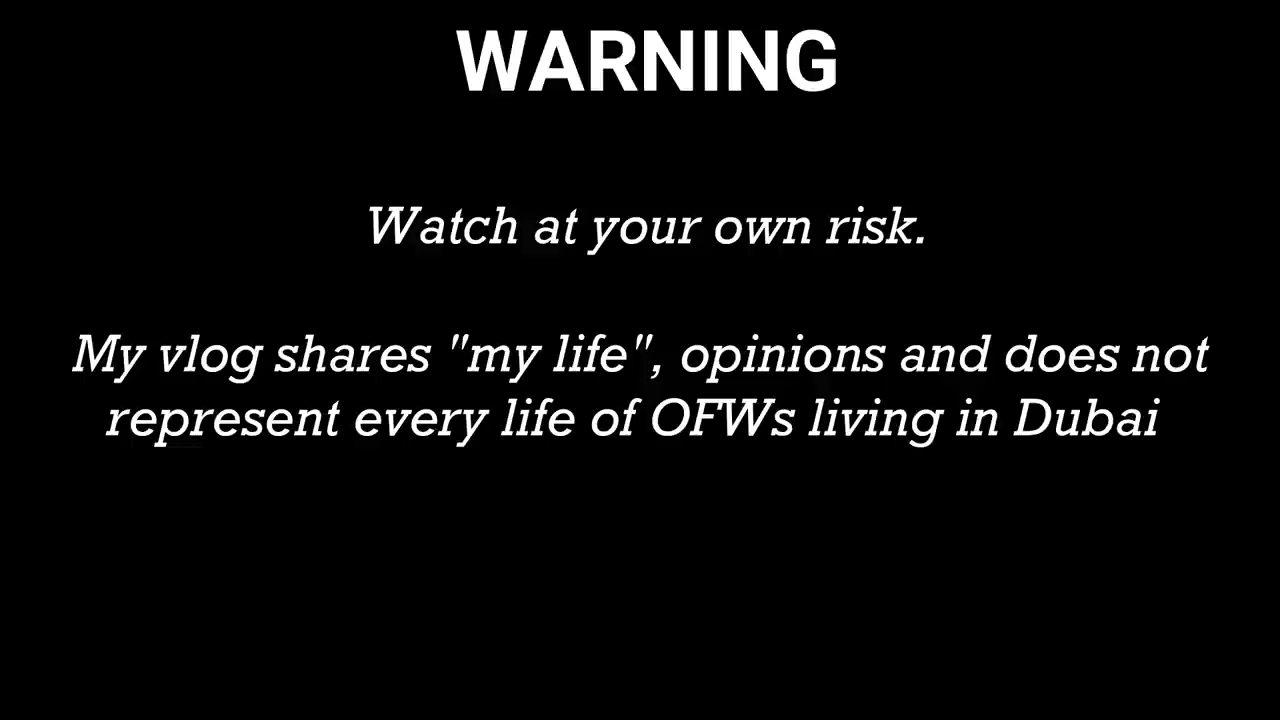 WARNING
Watch at your own risk.
My vlog shares "my life", opinions and does not
represent every life of OFWs living in Dubai